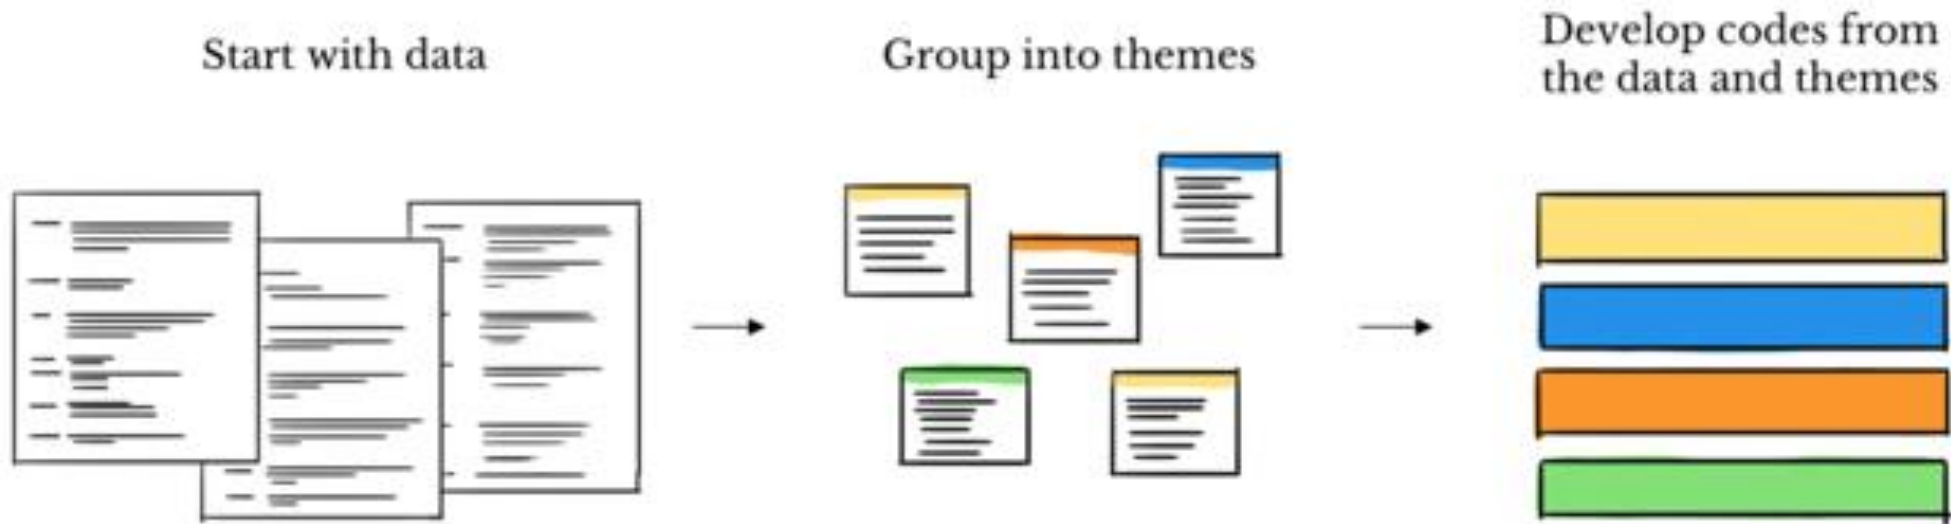 Start with data
Group into themes
Develop codes from
the data and themes